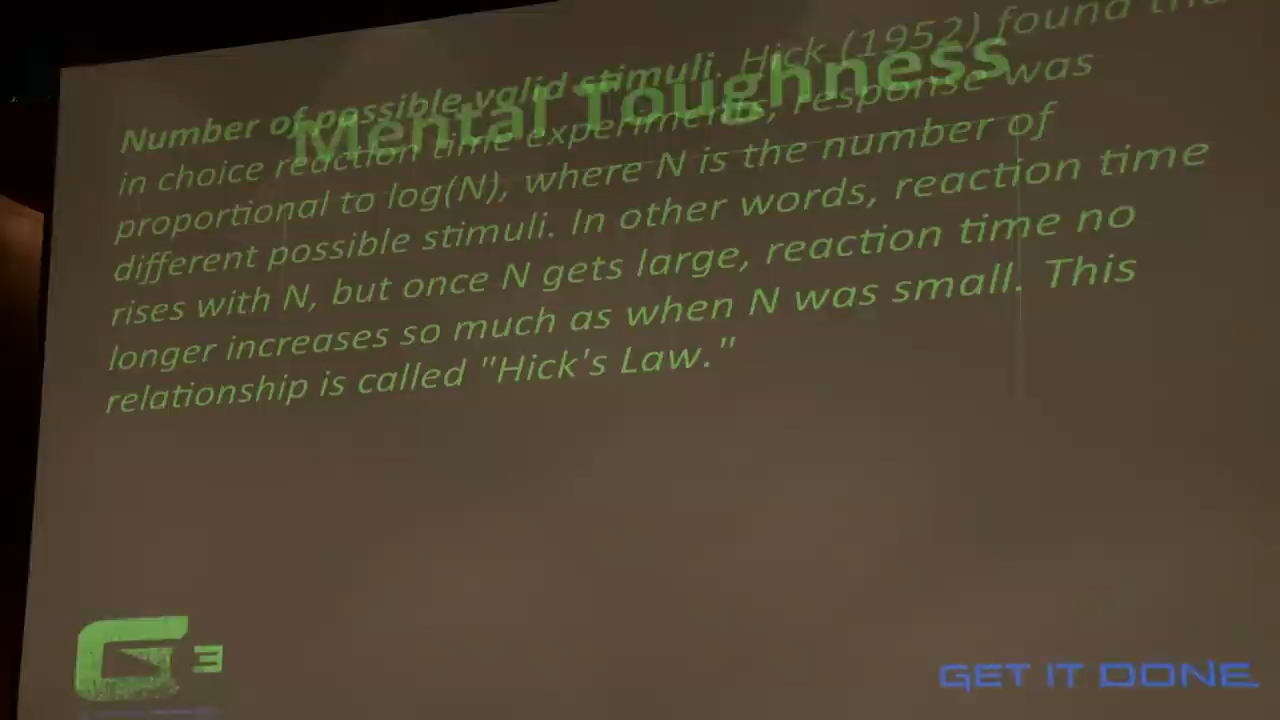 Mental Toughness
Number of possible valid stimuli. Hick (1952) found
in choice reaction time experiments, response was
proportional to log(N), where N is the number of
different possible stimuli. In other words, reaction time
rises with N, but once N gets large, reaction time no
longer increases so much as when N was small. This
relationship is called "Hick's Law."
G3
GET IT DONE